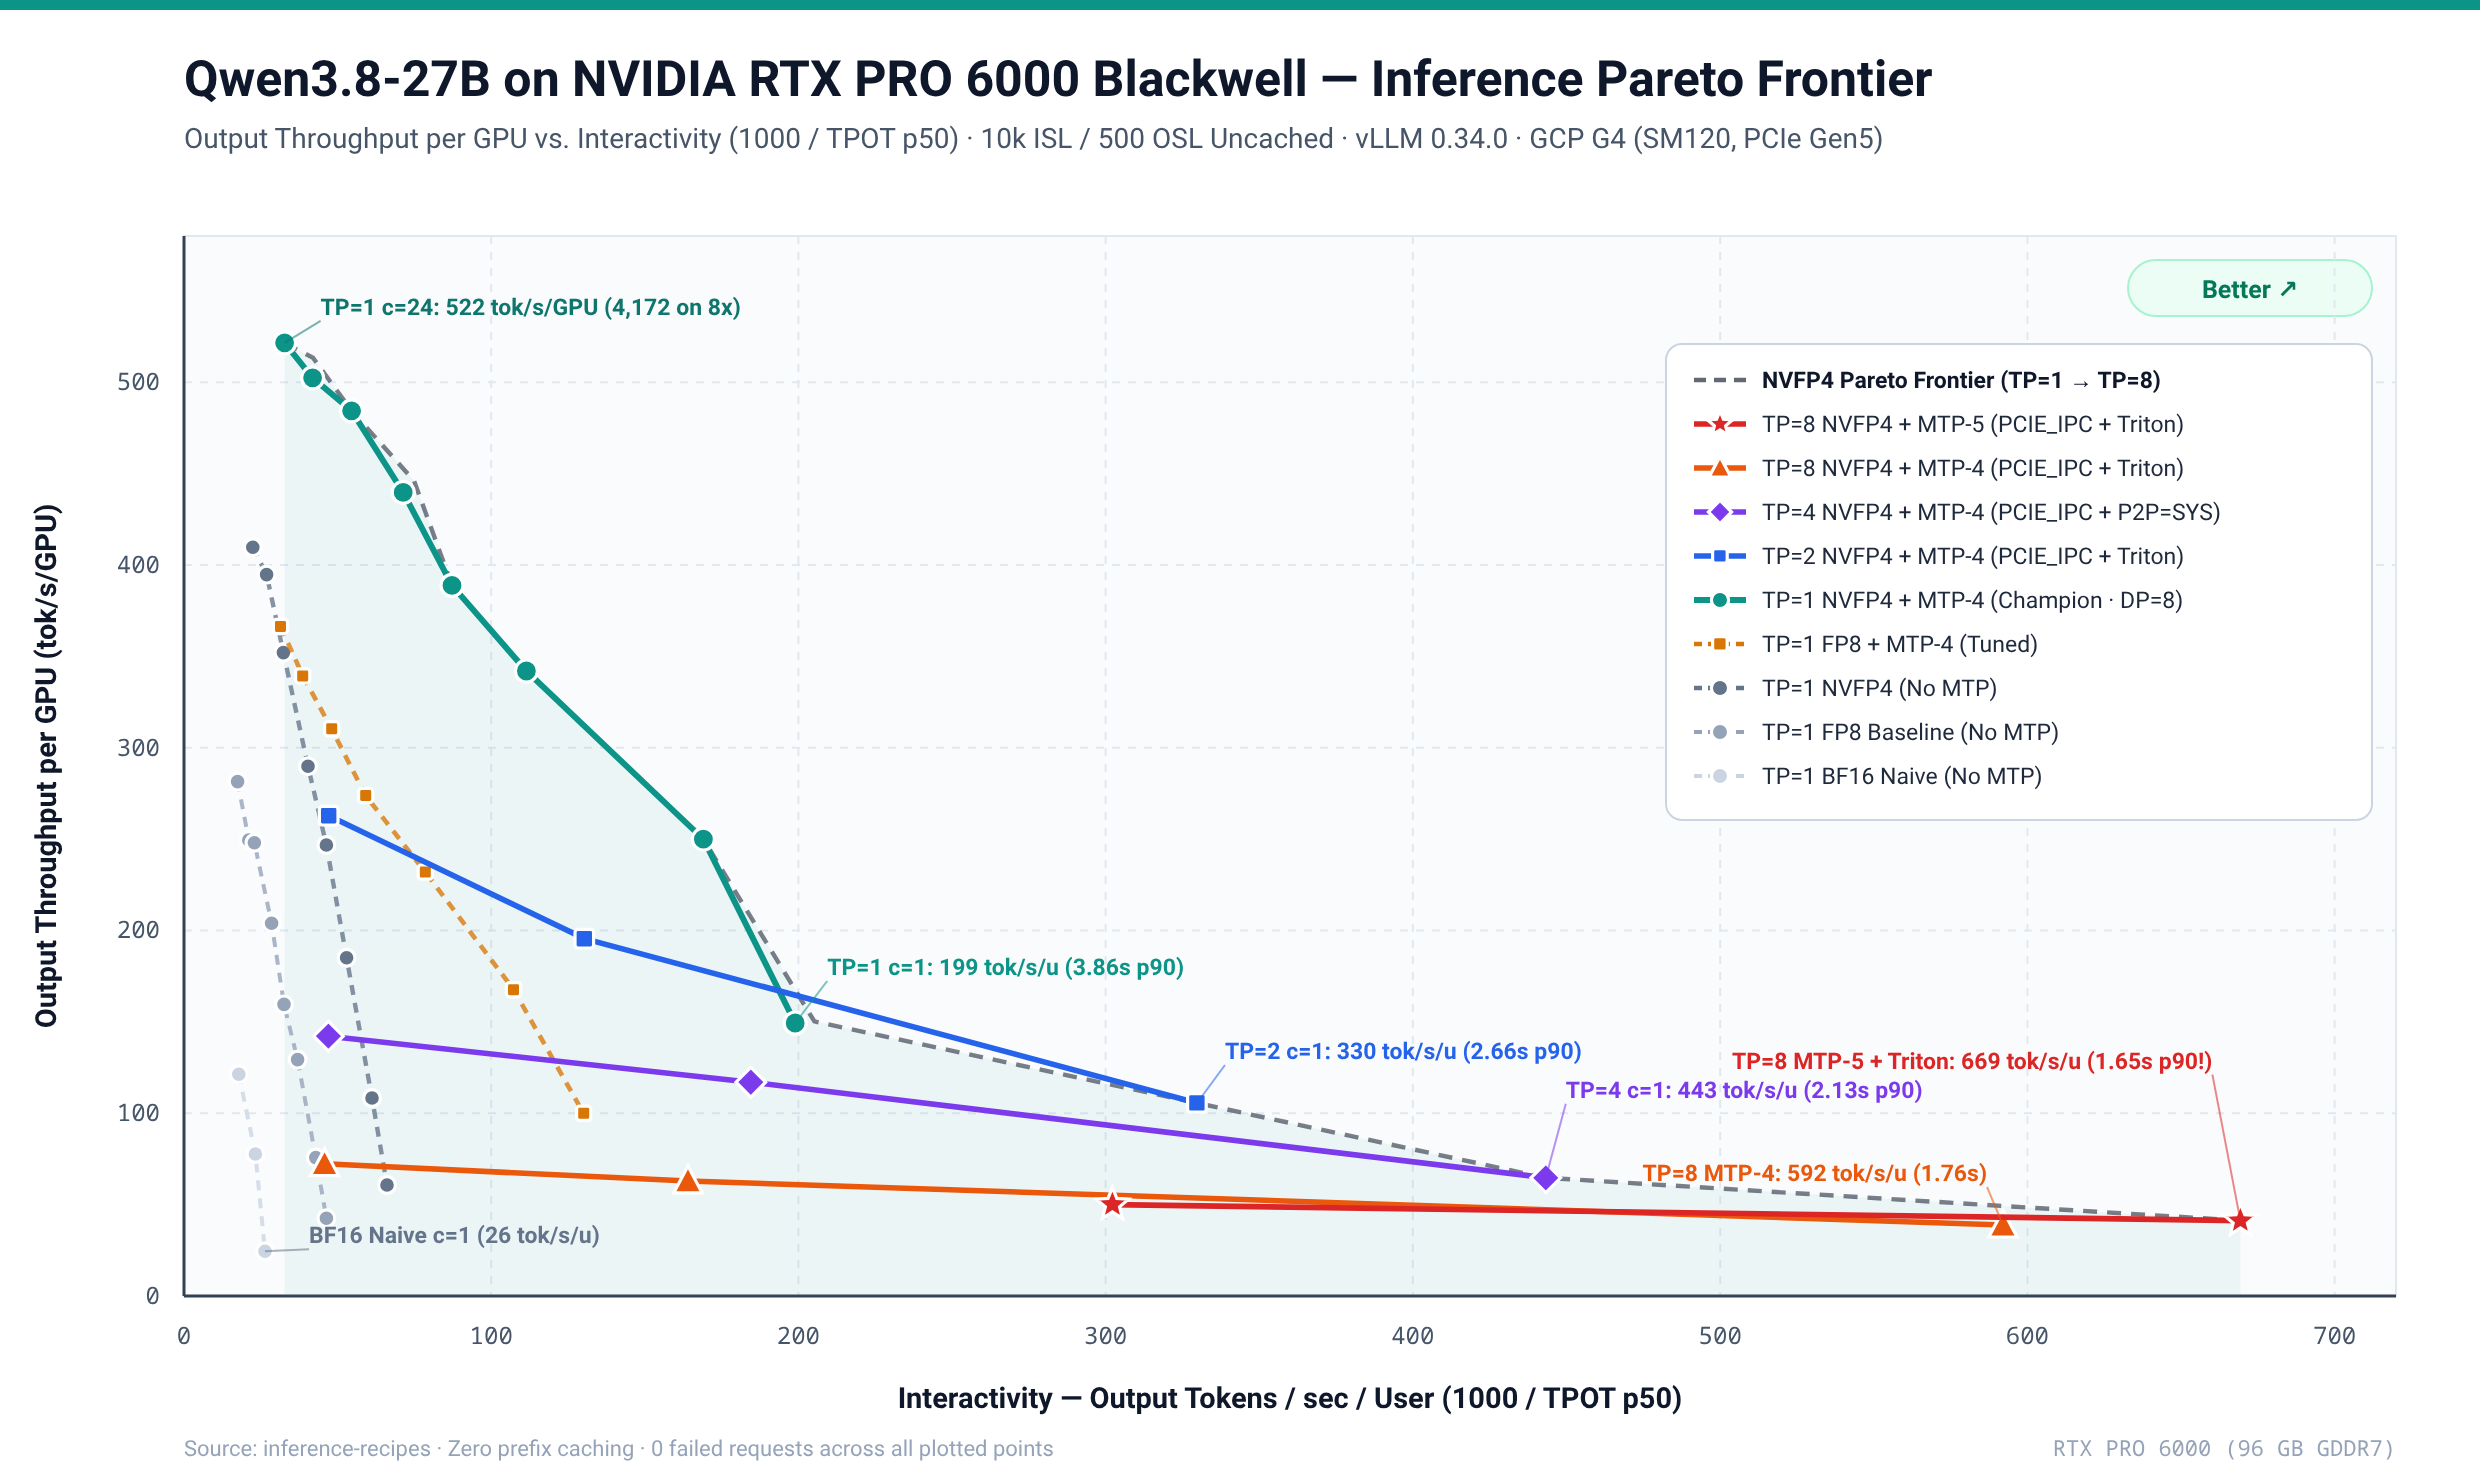 Qwen3.8-27B on NVIDIA RTX PRO 6000 Blackwell — Inference Pareto Frontier
Output Throughput per GPU vs. Interactivity (1000 / TPOT p50) · 10k ISL / 500 OSL Uncached · vLLM 0.34.0 · GCP G4 (SM120, PCIe Gen5)
Better ↗
TP=1 c=24: 522 tok/s/GPU (4,172 on 8x)
NVFP4 Pareto Frontier (TP=1 → TP=8)
TP=8 NVFP4 + MTP-5 (PCIE_IPC + Triton)
TP=8 NVFP4 + MTP-4 (PCIE_IPC + Triton)
TP=4 NVFP4 + MTP-4 (PCIE_IPC + P2P=SYS)
TP=2 NVFP4 + MTP-4 (PCIE_IPC + Triton)
TP=1 NVFP4 + MTP-4 (Champion · DP=8)
TP=1 FP8 + MTP-4 (Tuned)
TP=1 NVFP4 (No MTP)
TP=1 FP8 Baseline (No MTP)
TP=1 BF16 Naive (No MTP)
Output Throughput per GPU (tok/s/GPU)
500
400
300
200
100
0
TP=1 c=1: 199 tok/s/u (3.86s p90)
TP=2 c=1: 330 tok/s/u (2.66s p90)
TP=8 MTP-5 + Triton: 669 tok/s/u (1.65s p90!)
TP=4 c=1: 443 tok/s/u (2.13s p90)
TP=8 MTP-4: 592 tok/s/u (1.76s)
BF16 Naive c=1 (26 tok/s/u)
0 100 200 300 400 500 600 700
Interactivity — Output Tokens / sec / User (1000 / TPOT p50)
Source: inference-recipes · Zero prefix caching · 0 failed requests across all plotted points
RTX PRO 6000 (96 GB GDDR7)